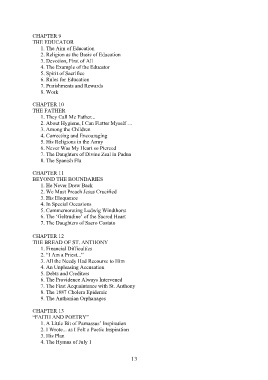 CHAPTER 9
THE EDUCATOR
1. The Aim of Education
2. Religion as the Basis of Education
3. Devotion, First of All
4. The Example of the Educator
5. Spirit of Sacrifice
6. Rules for Education
7. Punishments and Rewards
8. Work
CHAPTER 10
THE FATHER
1. They Call Me Father...
2. About Hygiene, I Can Flatter Myself ...
3. Among the Children
4. Correcting and Encouraging
5. His Religious in the Army
6. Never Was My Heart so Pierced
7. The Daughters of Divine Zeal in Padua
8. The Spanish Flu
CHAPTER 11
BEYOND THE BOUNDARIES
1. He Never Drew Back
2. We Must Preach Jesus Crucified
3. His Eloquence
4. In Special Occasions
5. Commemorating Ludwig Windthorst
6. The "Geltrudine" of the Sacred Heart
7. The Daughters of Sacro Costato
CHAPTER 12
THE BREAD OF ST. ANTHONY
1. Financial Difficulties
2. "I Am a Priest..."
3. All the Needy Had Recourse to Him
4. An Unpleasing Accusation
5. Debts and Creditors
6. The Providence Always Intervened
7. The First Acquaintance with St. Anthony
8. The 1887 Cholera Epidemic
9. The Anthonian Orphanages
CHAPTER 13
"FAITH AND POETRY"
1. A Little Bit of Parnassus' Inspiration
2. I Wrote... as I Felt a Poetic Inspiration
3. His Plan
4. The Hymns of July 1
13